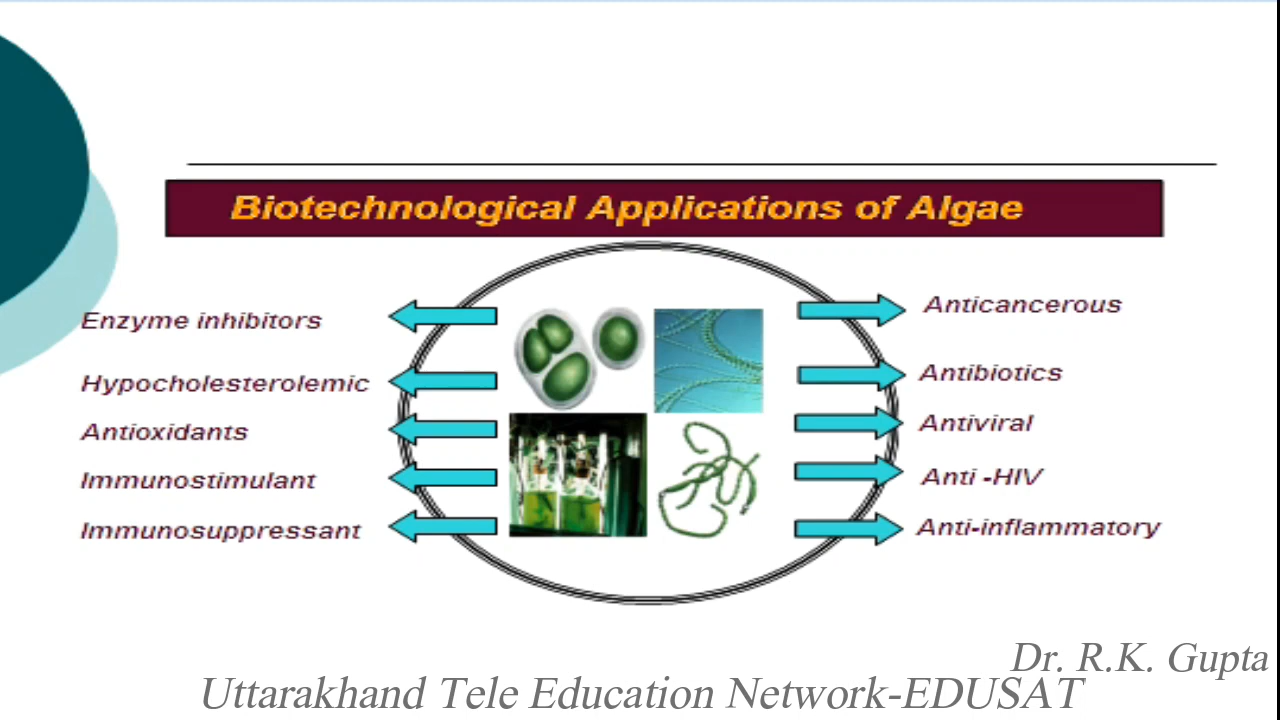 Biotechnological Applications of Algae
Enzyme inhibitors
Hypocholesterolemic
Antioxidants
Immunostimulant
Immunosuppressant
Anticancerous
Antibiotics
Antiviral
Anti -HIV
Anti-inflammatory
Dr. R.K. Gupta
Uttarakhand Tele Education Network-EDUSAT